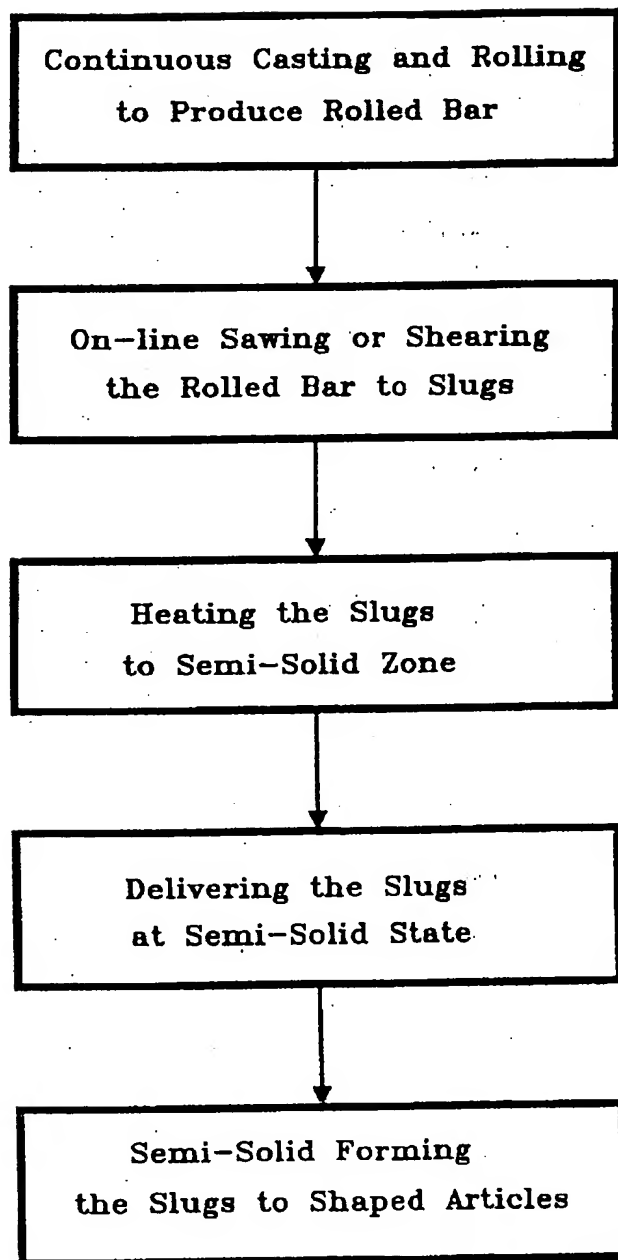 Continuous Casting and Rolling
to Produce Rolled Bar
On-line Sawing or Shearing
the Rolled Bar to Slugs
Heating the Slugs
to Semi-Solid Zone
Delivering the Slugs
at Semi-Solid State
Semi-Solid Forming
the Slugs to Shaped Articles